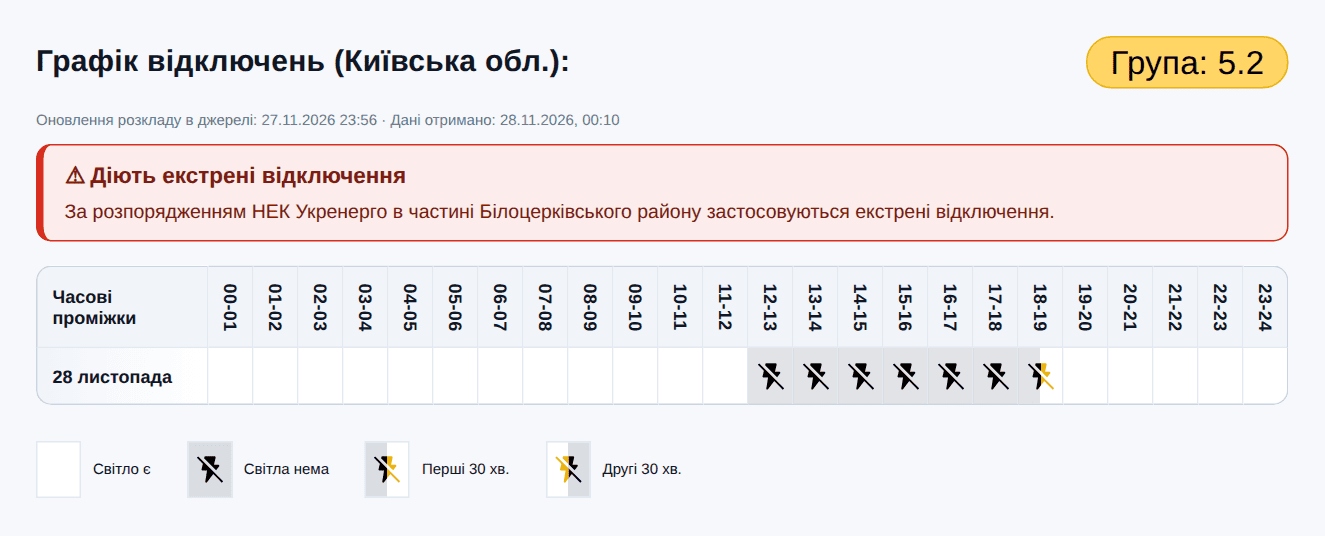 Графік відключень (Київська обл.):
Група: 5.2
Оновлення розкладу в джерелі: 27.11.2026 23:56 · Дані отримано: 28.11.2026, 00:10
⚠ Діють екстрені відключення
За розпорядженням НЕК Укренерго в частині Білоцерківського району застосовуються екстрені відключення.
Часові
проміжки
00-01
01-02
02-03
03-04
04-05
05-06
06-07
07-08
08-09
09-10
10-11
11-12
12-13
13-14
14-15
15-16
16-17
17-18
18-19
19-20
20-21
21-22
22-23
23-24
28 листопада
Світло є
Світла нема
Перші 30 хв.
Другі 30 хв.